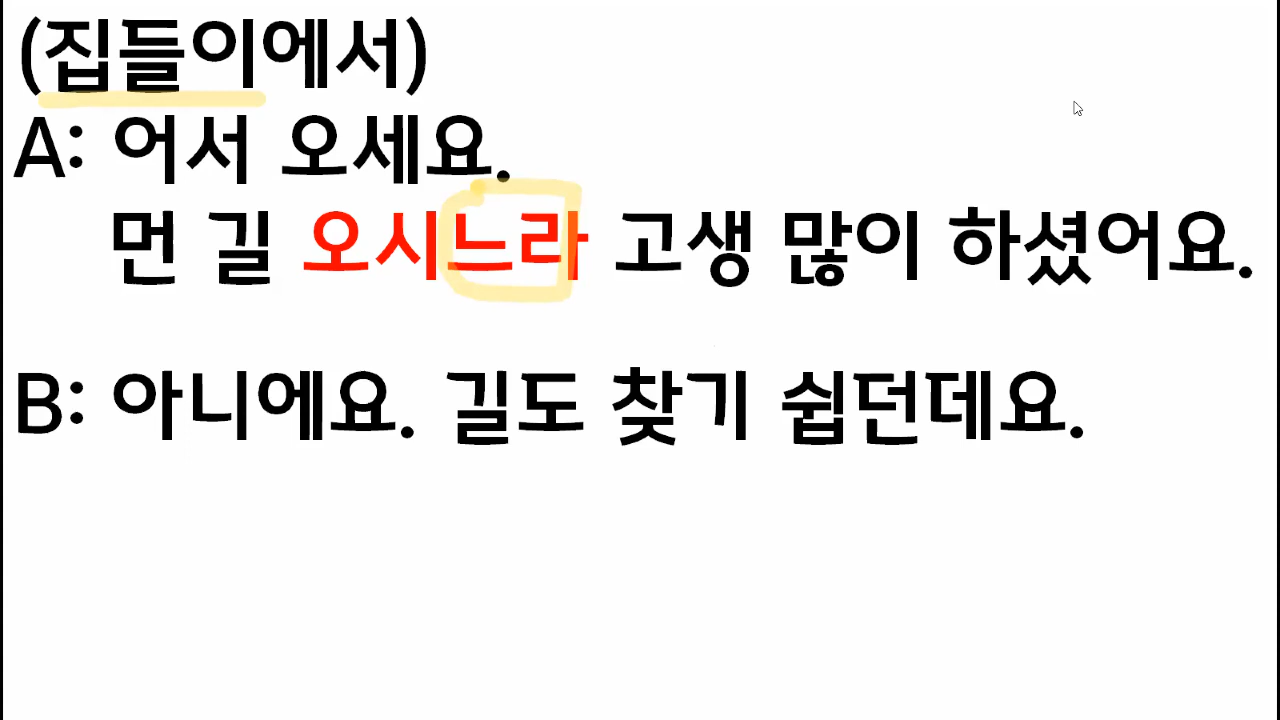 (집들이에서)
A: 어서 오세요.
먼 길 오시느라 고생 많이 하셨어요.
B: 아니에요. 길도 찾기 쉽던데요.